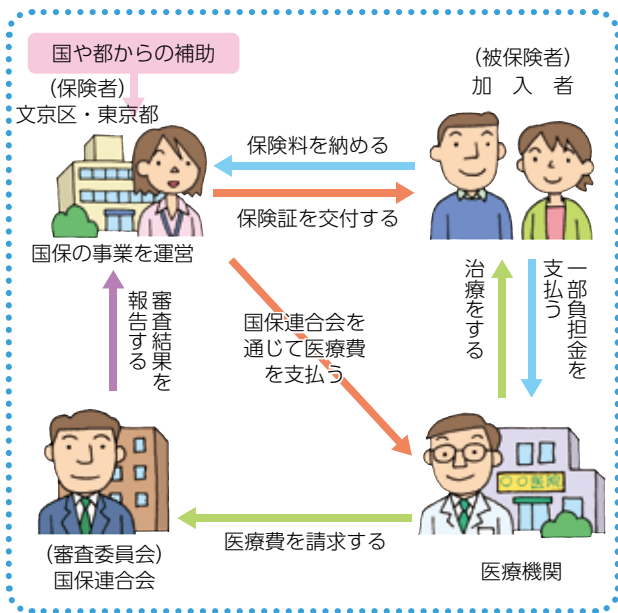 国や都からの補助
(保険者)
文京区・東京都
国保の事業を運営
(被保険者)
加入者
保険料を納める
保険証を交付する
治療をする
一部負担金を
支払う
審査結果を
報告する
国保連合会を
通じて医療費
を支払う
〇〇医院
医療機関
医療費を請求する
(審査委員会)
国保連合会